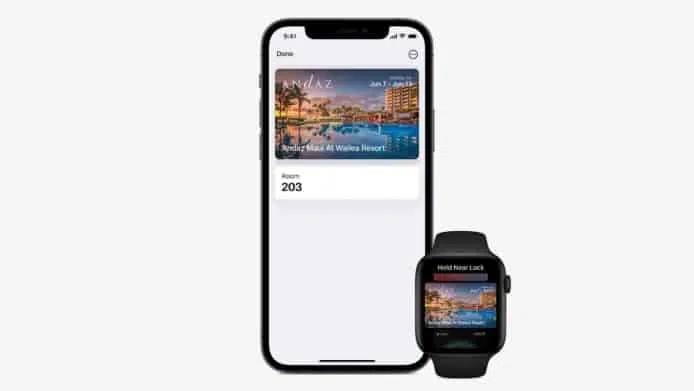 9:41
Done
ANdAZ
Jun 7 - Jun 13
Andaz Maui At Wailea Resort
Room
203
Hold Near Lock
Andaz Maui At Wailea Resort